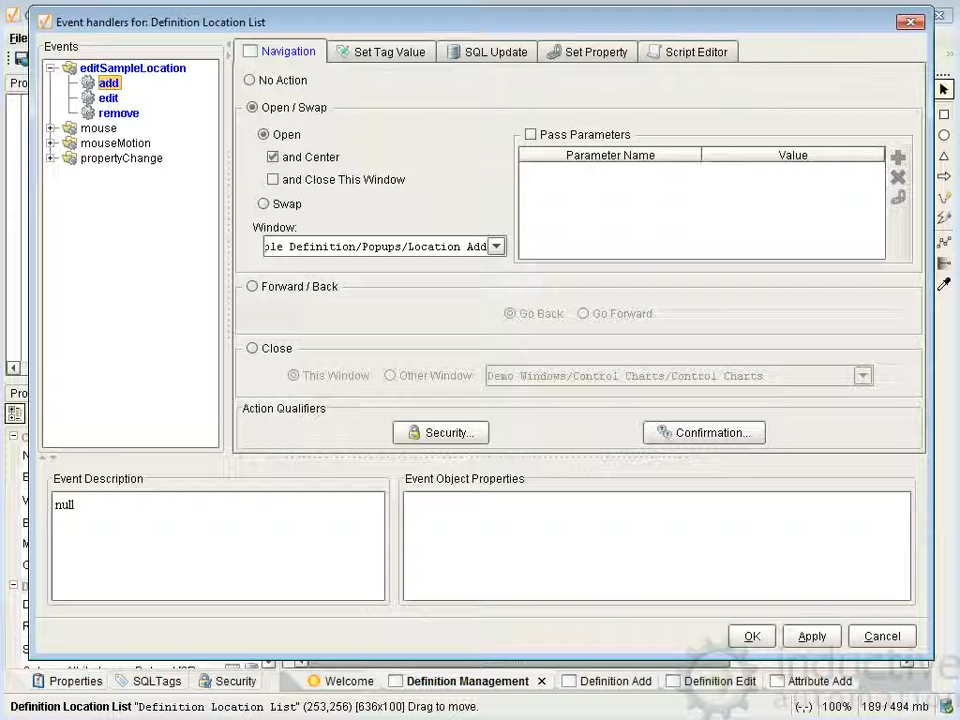 Event handlers for: Definition Location List
File
Events
Navigation
Set Tag Value
SQL Update
Set Property
Script Editor
editSampleLocation
add
edit
remove
mouse
mouseMotion
propertyChange
No Action
Open / Swap
Open
and Center
and Close This Window
Swap
Window:
ple Definition/Popups/Location Add
Pass Parameters
Parameter Name
Value
Forward / Back
Go Back
Go Forward
Close
This Window
Other Window
Demo Windows/Control Charts/Control Charts
Action Qualifiers
Security...
Confirmation...
Event Description
null
Event Object Properties
OK
Apply
Cancel
Properties
SQLTags
Security
Welcome
Definition Management
Definition Add
Definition Edit
Attribute Add
inductive
automation
Definition Location List "Definition Location List" (253,256) [636x100] Drag to move.
(-,-)
100%
189 / 494 mb